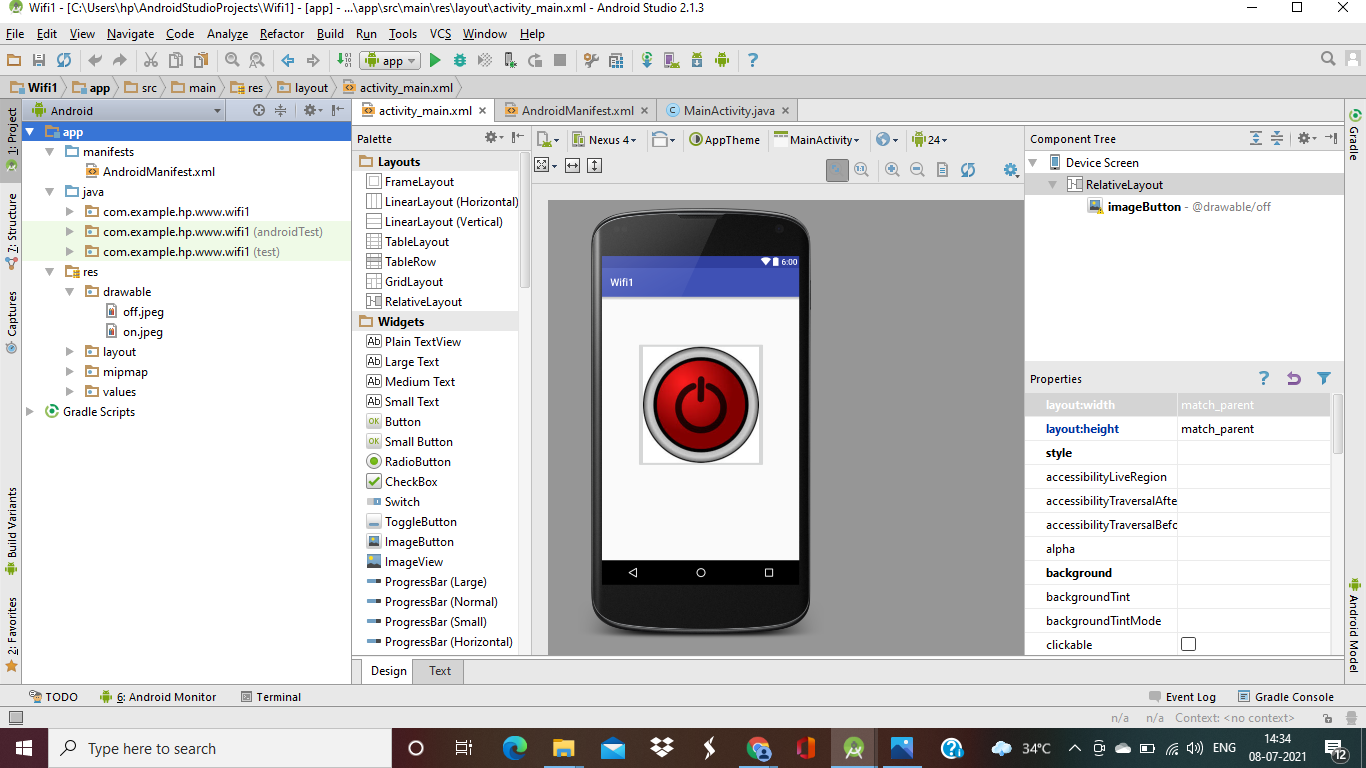 Wifi1 - [C:\Users\hp\AndroidStudioProjects\Wifi1] - [app] - ...\app\src\main\res\layout\activity_main.xml - Android Studio 2.1.3
File Edit View Navigate Code Analyze Refactor Build Run Tools VCS Window Help
app
Wifi1 app src main res layout activity_main.xml
1: Project
7: Structure
Captures
Build Variants
2: Favorites
Android
app
manifests
AndroidManifest.xml
java
com.example.hp.www.wifi1
com.example.hp.www.wifi1 (androidTest)
com.example.hp.www.wifi1 (test)
res
drawable
off.jpeg
on.jpeg
layout
mipmap
values
Gradle Scripts
activity_main.xml AndroidManifest.xml MainActivity.java
Palette
Layouts
FrameLayout
LinearLayout (Horizontal)
LinearLayout (Vertical)
TableLayout
TableRow
GridLayout
RelativeLayout
Widgets
Plain TextView
Large Text
Medium Text
Small Text
Button
Small Button
RadioButton
CheckBox
Switch
ToggleButton
ImageButton
ImageView
ProgressBar (Large)
ProgressBar (Normal)
ProgressBar (Small)
ProgressBar (Horizontal)
Nexus 4 AppTheme MainActivity 24
6:00
Wifi1
Design Text
Component Tree
Device Screen
RelativeLayout
imageButton - @drawable/off
Properties
layout:width match_parent
layout:height match_parent
style
accessibilityLiveRegion
accessibilityTraversalAfte
accessibilityTraversalBefo
alpha
background
backgroundTint
backgroundTintMode
clickable
Gradle
Android Model
TODO 6: Android Monitor Terminal Event Log Gradle Console
n/a n/a Context: <no context>
Type here to search 34°C ENG 14:34
08-07-2021
12